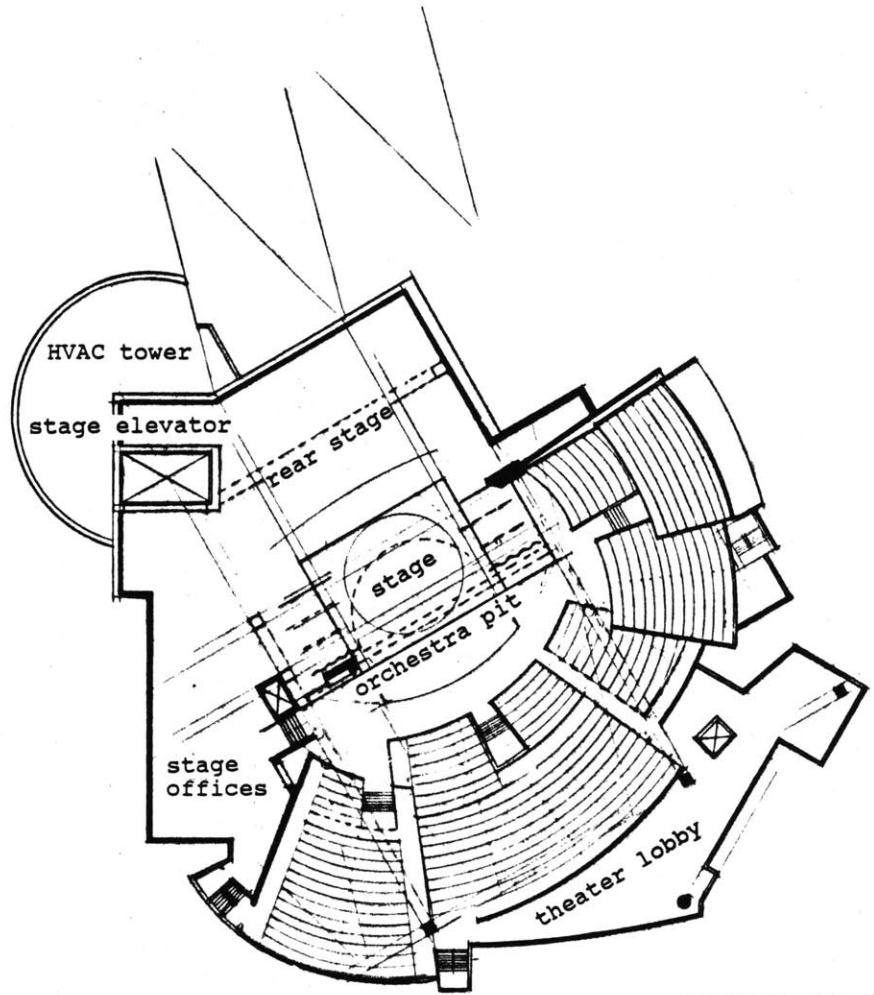 HVAC tower
stage elevator
rear stage
stage
orchestra pit
stage
offices
theater lobby